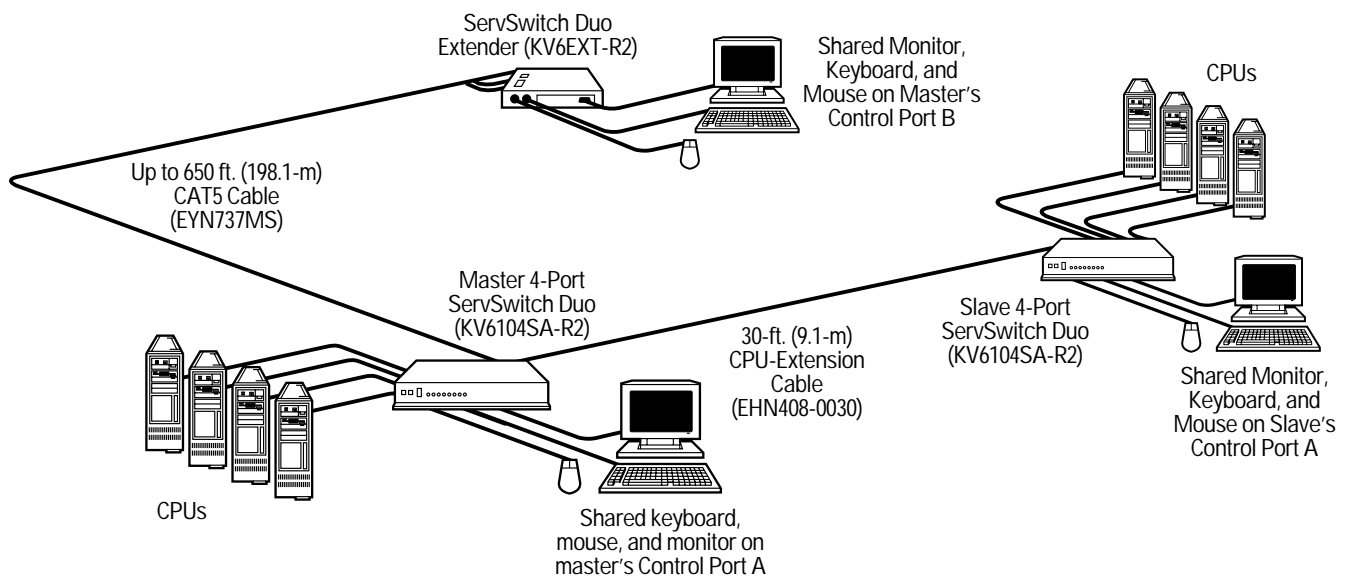 ServSwitch Duo
Extender (KV6EXT-R2)
Shared Monitor,
Keyboard, and
Mouse on Master's
Control Port B
CPUs
Up to 650 ft. (198.1-m)
CAT5 Cable
(EYN737MS)
Master 4-Port
ServSwitch Duo
(KV6104SA-R2)
30-ft. (9.1-m)
CPU-Extension
Cable
(EHN408-0030)
Slave 4-Port
ServSwitch Duo
(KV6104SA-R2)
Shared Monitor,
Keyboard, and
Mouse on Slave's
Control Port A
CPUs
Shared keyboard,
mouse, and monitor on
master's Control Port A